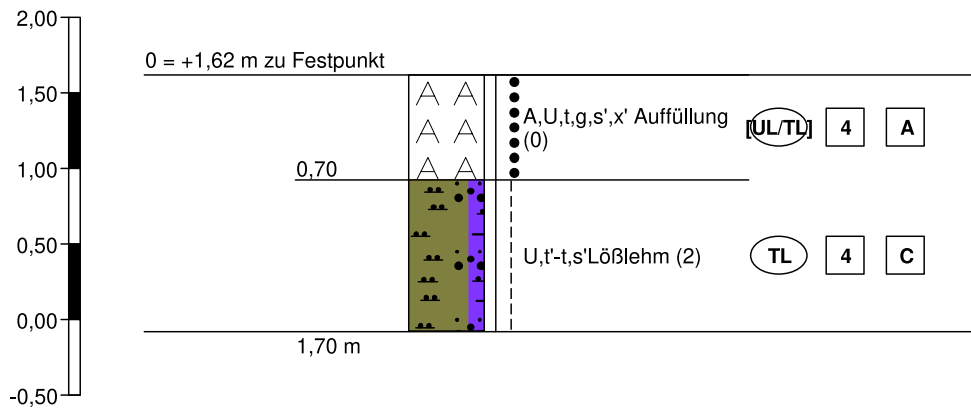 2,00
0 = +1,62 m zu Festpunkt
1,50
A,U,t,g,s',x' Auffüllung
(0)
[UL/TL] 4 A
1,00
0,70
0,50
U,t'-t,s'Lößlehm (2)
TL 4 C
0,00
1,70 m
-0,50